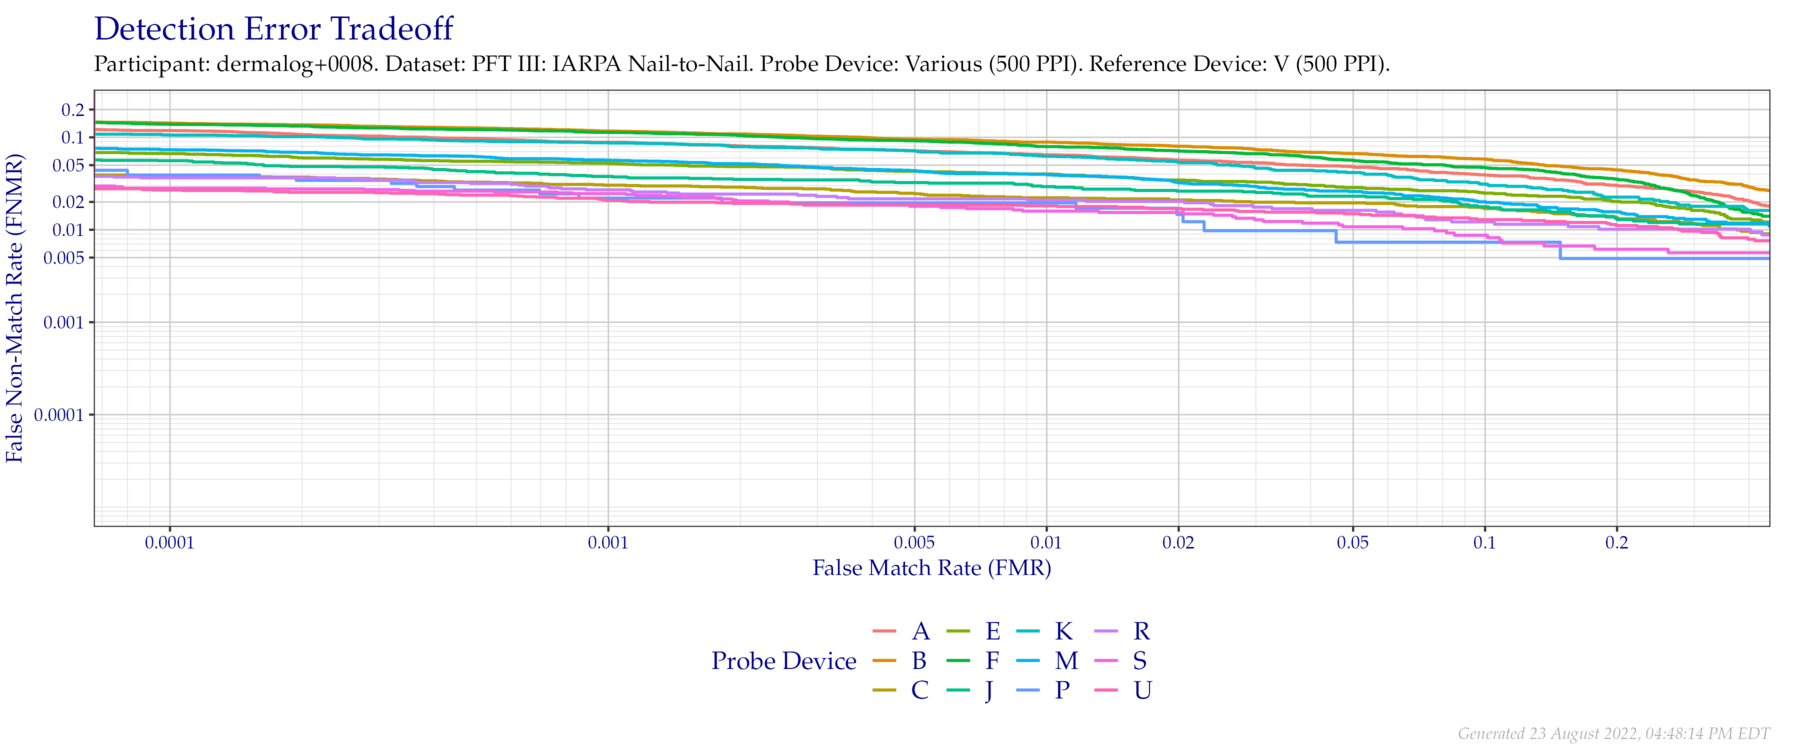 Detection Error Tradeoff
Participant: dermalog+0008. Dataset: PFT III: IARPA Nail-to-Nail. Probe Device: Various (500 PPI). Reference Device: V (500 PPI).
False Non-Match Rate (FNMR)
0.2
0.1
0.05
0.02
0.01
0.005
0.001
0.0001
0.0001 0.001 0.005 0.01 0.02 0.05 0.1 0.2
False Match Rate (FMR)
Probe Device
A E K R
B F M S
C J P U
Generated 23 August 2022, 04:48:14 PM EDT